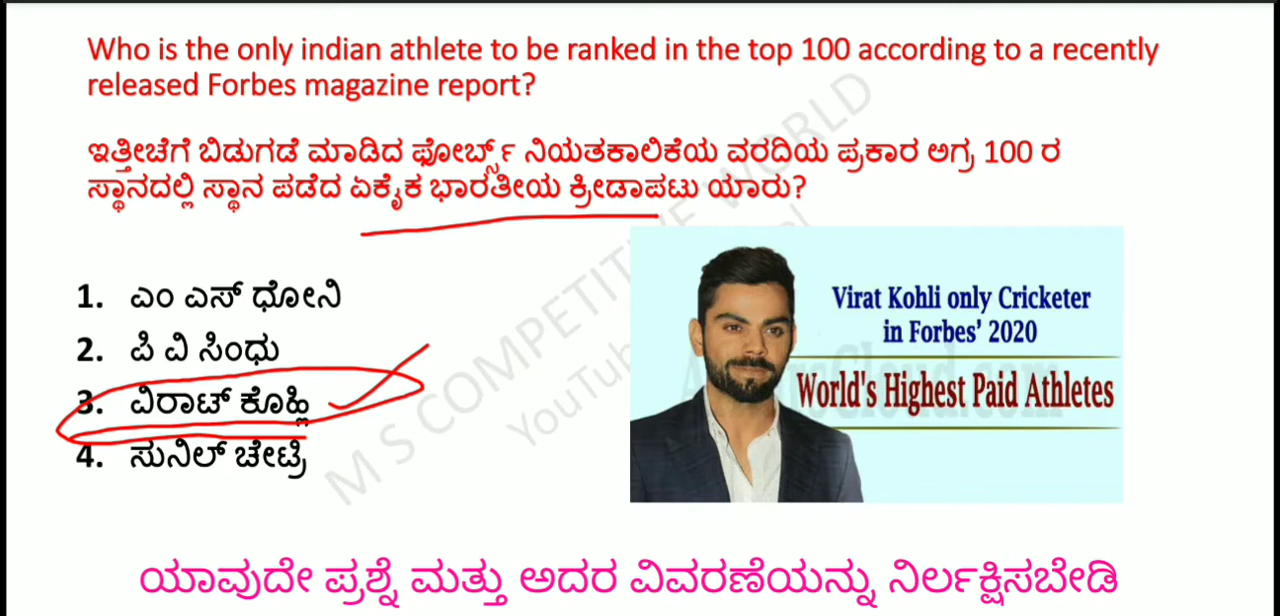 Who is the only indian athlete to be ranked in the top 100 according to a recently
released Forbes magazine report?
ಇತ್ತೀಚೆಗೆ ಬಿಡುಗಡೆ ಮಾಡಿದ ಫೋರ್ಬ್ಸ್ ನಿಯತಕಾಲಿಕೆಯ ವರದಿಯ ಪ್ರಕಾರ ಅಗ್ರ 100 ರ
ಸ್ಥಾನದಲ್ಲಿ ಸ್ಥಾನ ಪಡೆದ ಏಕೈಕ ಭಾರತೀಯ ಕ್ರೀಡಾಪಟು ಯಾರು?
1. ಎಂ ಎಸ್ ಧೋನಿ
2. ಪಿ ವಿ ಸಿಂಧು
3. ವಿರಾಟ್ ಕೊಹ್ಲಿ
4. ಸುನಿಲ್ ಚೇಟ್ರಿ
Virat Kohli only Cricketer
in Forbes' 2020
World's Highest Paid Athletes
M S COMPETITIVE WORLD
YouTube
ಯಾವುದೇ ಪ್ರಶ್ನೆ ಮತ್ತು ಅದರ ವಿವರಣೆಯನ್ನು ನಿರ್ಲಕ್ಷಿಸಬೇಡಿ